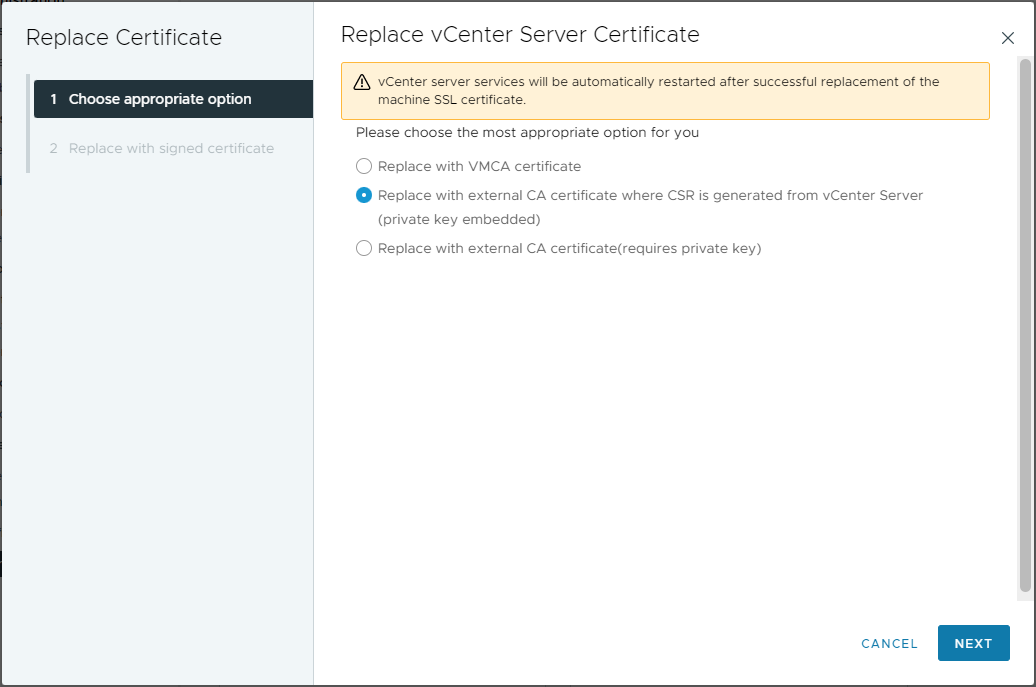 Replace Certificate
1 Choose appropriate option
2 Replace with signed certificate
Replace vCenter Server Certificate
vCenter server services will be automatically restarted after successful replacement of the
machine SSL certificate.
Please choose the most appropriate option for you
Replace with VMCA certificate
Replace with external CA certificate where CSR is generated from vCenter Server
(private key embedded)
Replace with external CA certificate(requires private key)
CANCEL
NEXT